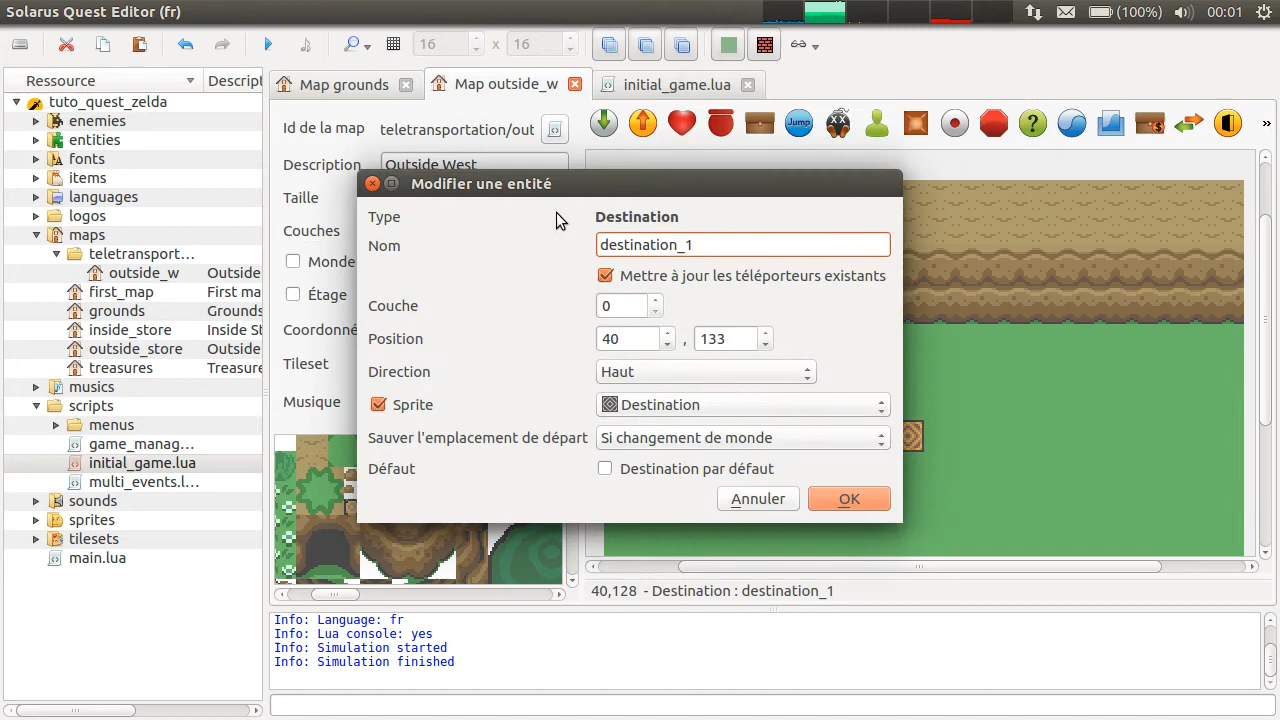 Solarus Quest Editor (fr)
(100%)
00:01
16 x 16
Ressource Descript
tuto_quest_zelda
enemies
entities
fonts
items
languages
logos
maps
teletransport...
outside_w Outside
first_map First ma
grounds Grounds
inside_store Inside St
outside_store Outside
treasures Treasure
musics
scripts
menus
game_manag...
initial_game.lua
multi_events.l...
sounds
sprites
tilesets
main.lua
Map grounds
Map outside_w
initial_game.lua
Jump
»
Id de la map teletransportation/out
Description Outside West
Taille
Couches
Monde
Étage
Coordonné
Tileset
Musique
Modifier une entité
Type Destination
Nom destination_1
Mettre à jour les téléporteurs existants
Couche 0
Position 40 , 133
Direction Haut
Sprite Destination
Sauver l'emplacement de départ Si changement de monde
Défaut Destination par défaut
Annuler OK
40,128 - Destination : destination_1
Info: Language: fr
Info: Lua console: yes
Info: Simulation started
Info: Simulation finished